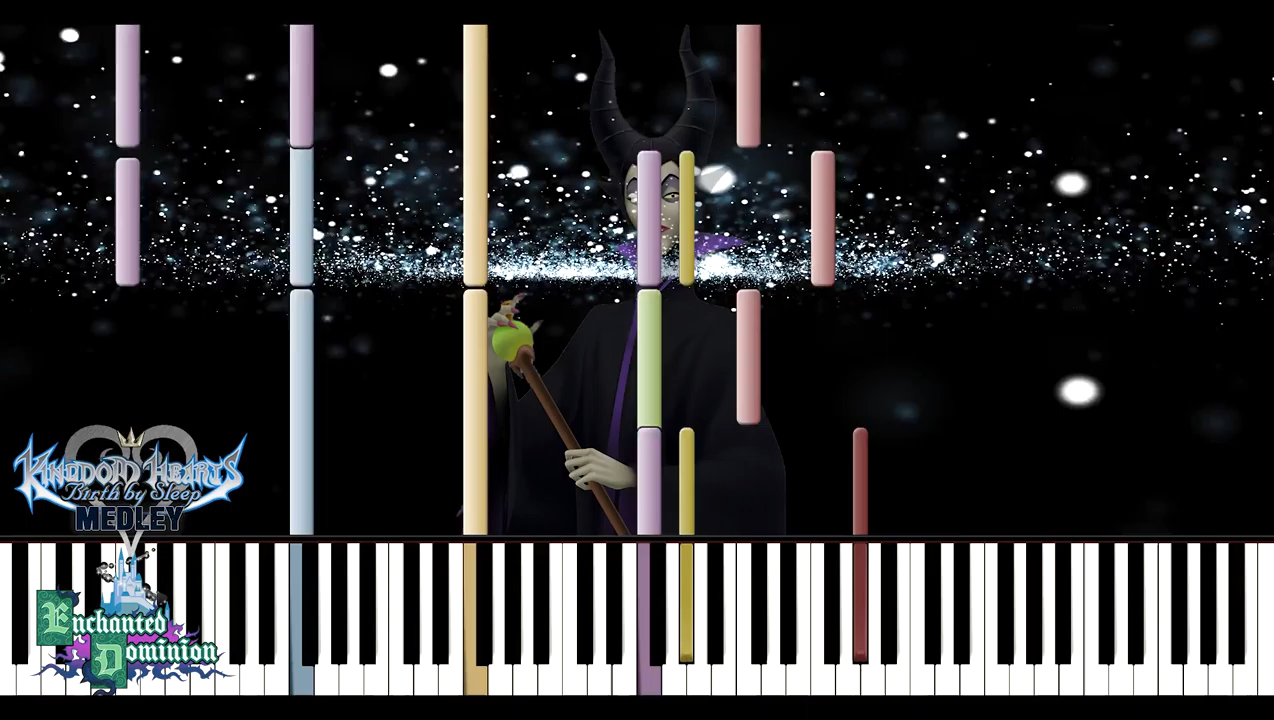 KINGDOM HEARTS
Birth by Sleep
MEDLEY
Enchanted
Dominion